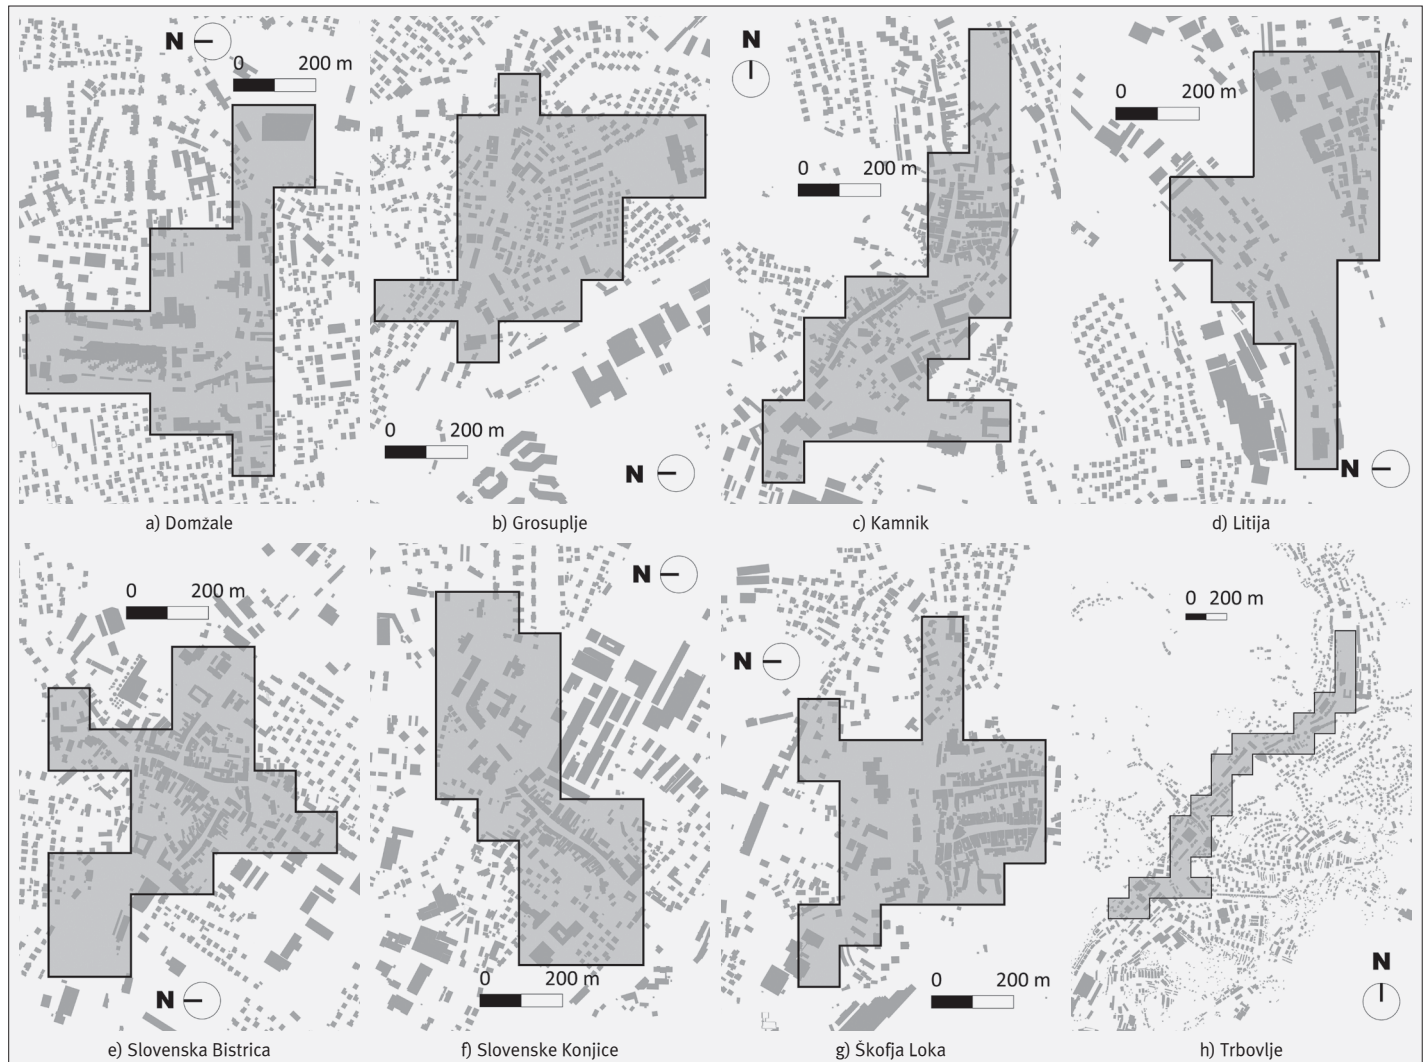 N
0 200 m
a) Domžale
b) Grosuplje
0 200 m
N
N
0 200 m
c) Kamnik
0 200 m
N
d) Litija
0 200 m
N
e) Slovenska Bistrica
N
0 200 m
f) Slovenske Konjice
N
0 200 m
g) Škofja Loka
0 200 m
N
h) Trbovlje